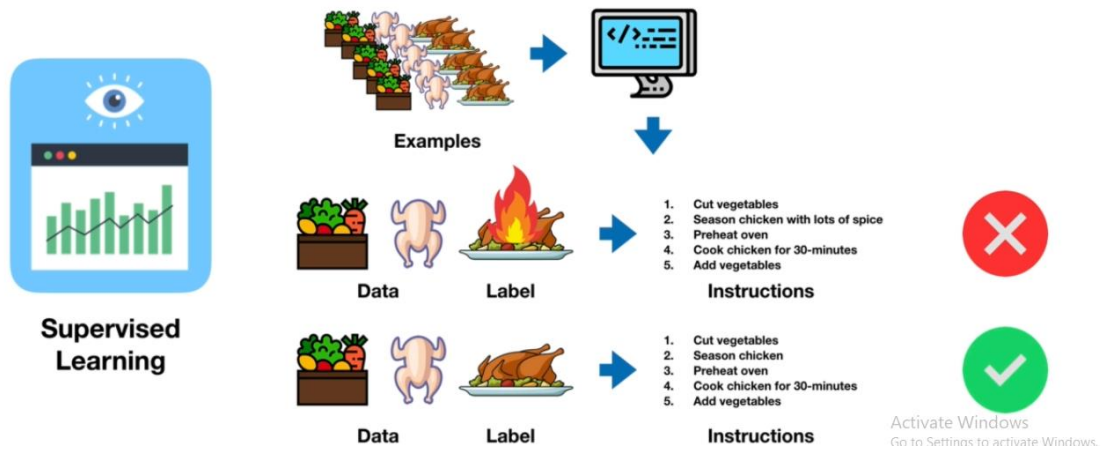 </>
Examples
Supervised
Learning
1. Cut vegetables
2. Season chicken with lots of spice
3. Preheat oven
4. Cook chicken for 30-minutes
5. Add vegetables
Data
Label
Instructions
1. Cut vegetables
2. Season chicken
3. Preheat oven
4. Cook chicken for 30-minutes
5. Add vegetables
Data
Label
Instructions
Activate Windows
Go to Settings to activate Windows.